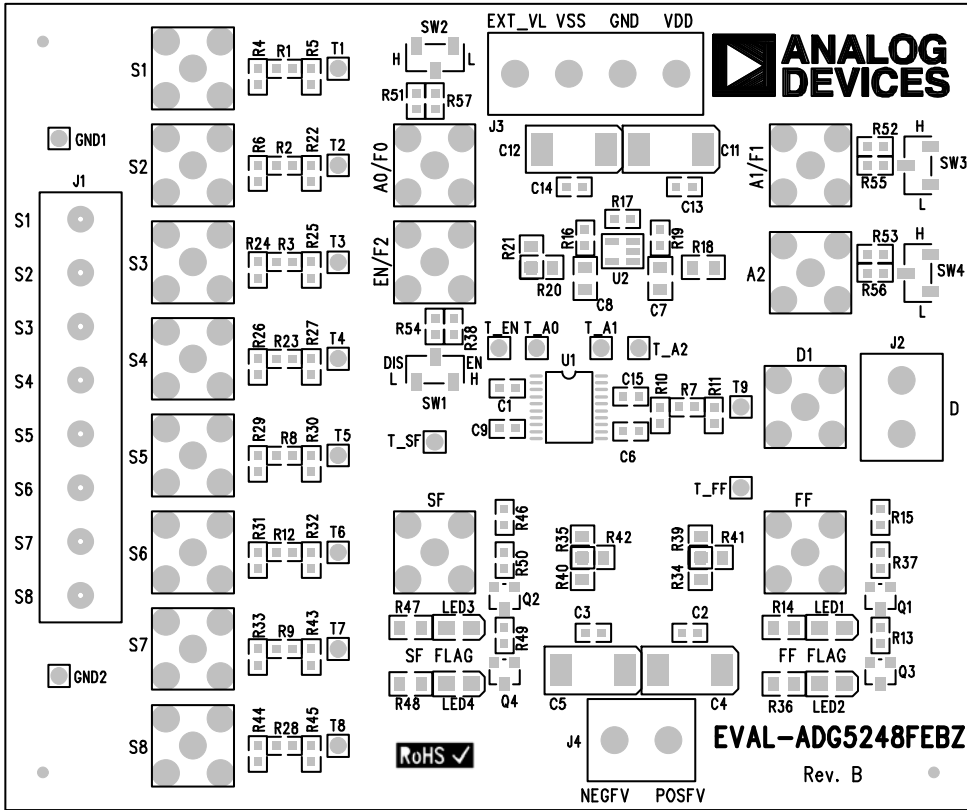 EXT_VL VSS GND VDD
SW2
H L
R51 R57
J3
ANALOG
DEVICES
S1 R4 R1 R5 T1
GND1
J1
S2 R6 R2 R22 T2
A0/F0
C12 C11
C14 C13
A1/F1
R52 H
SW3
R55 L
S1
S2
S3
S4
S5
S6
S7
S8
S3 R24 R3 R25 T3
EN/F2
R17
R21 R16 R19 R18
R20 U2
C8 C7
A2
R53 H
SW4
R56 L
S4 R26 R23 R27 T4
R54 R38
DIS EN
L H
SW1
T_EN T_A0 T_A1 T_A2
U1
C1 C15
C9 C6
R10 R7 R11 T9
D1
J2
D
S5 R29 R8 R30 T5
T_SF
T_FF
S6 R31 R12 R32 T6
SF
R46
R50
Q2
R35 R42
R40
R39 R41
R34
FF
R15
R37
Q1
S7 R33 R9 R43 T7
R47 LED3
R49
SF FLAG
R48 LED4 Q4
C3 C2
C5 C4
R14 LED1
R13
FF FLAG
R36 LED2 Q3
GND2
S8 R44 R28 R45 T8
RoHS ✓
J4
NEGFV POSFV
EVAL-ADG5248FEBZ
Rev. B